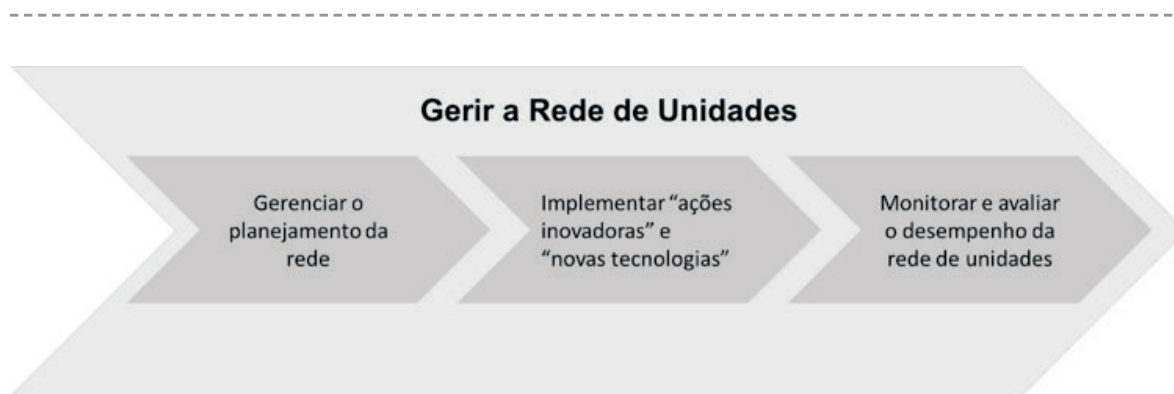 Gerir a Rede de Unidades
Gerenciar o
planejamento da
rede
Implementar “ações
inovadoras” e
“novas tecnologias”
Monitorar e avaliar
o desempenho da
rede de unidades